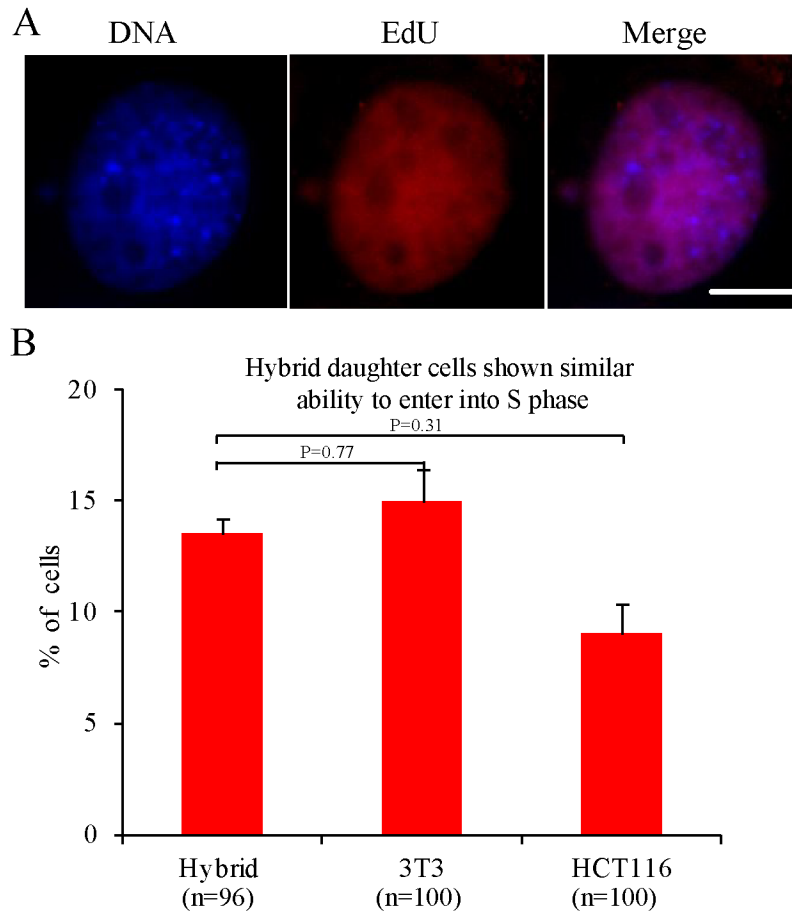 A
DNA EdU Merge
B
Hybrid daughter cells shown similar
ability to enter into S phase
P=0.31
P=0.77
20
15
10
5
0
% of cells
Hybrid 3T3 HCT116
(n=96) (n=100) (n=100)